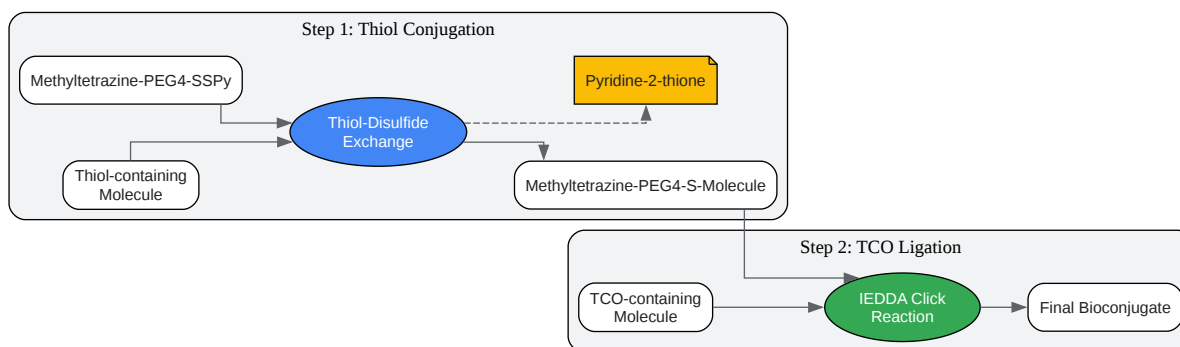 Step 1: Thiol Conjugation
Methyltetrazine-PEG4-SSPy
Pyridine-2-thione
Thiol-Disulfide
Exchange
Thiol-containing
Molecule
Methyltetrazine-PEG4-S-Molecule
Step 2: TCO Ligation
TCO-containing
Molecule
IEDDA Click
Reaction
Final Bioconjugate